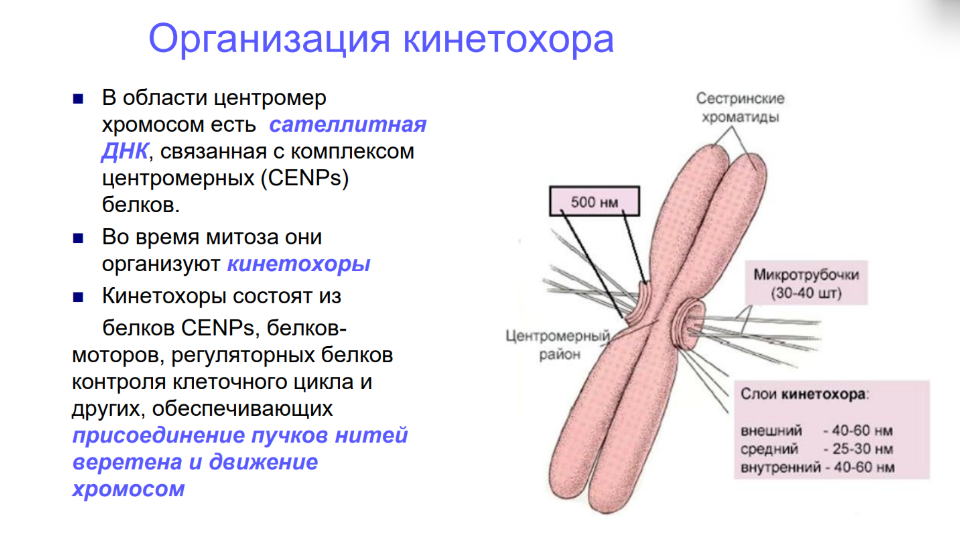 Организация кинетохора
В области центромер
хромосом есть сателлитная
ДНК, связанная с комплексом
центромерных (CENPs)
белков.
Во время митоза они
организуют кинетохоры
Кинетохоры состоят из
белков CENPs, белков-
моторов, регуляторных белков
контроля клеточного цикла и
других, обеспечивающих
присоединение пучков нитей
веретена и движение
хромосом
Сестринские
хроматиды
500 нм
Микротрубочки
(30-40 шт)
Центромерный
район
Слои кинетохора:
внешний - 40-60 нм
средний - 25-30 нм
внутренний - 40-60 нм